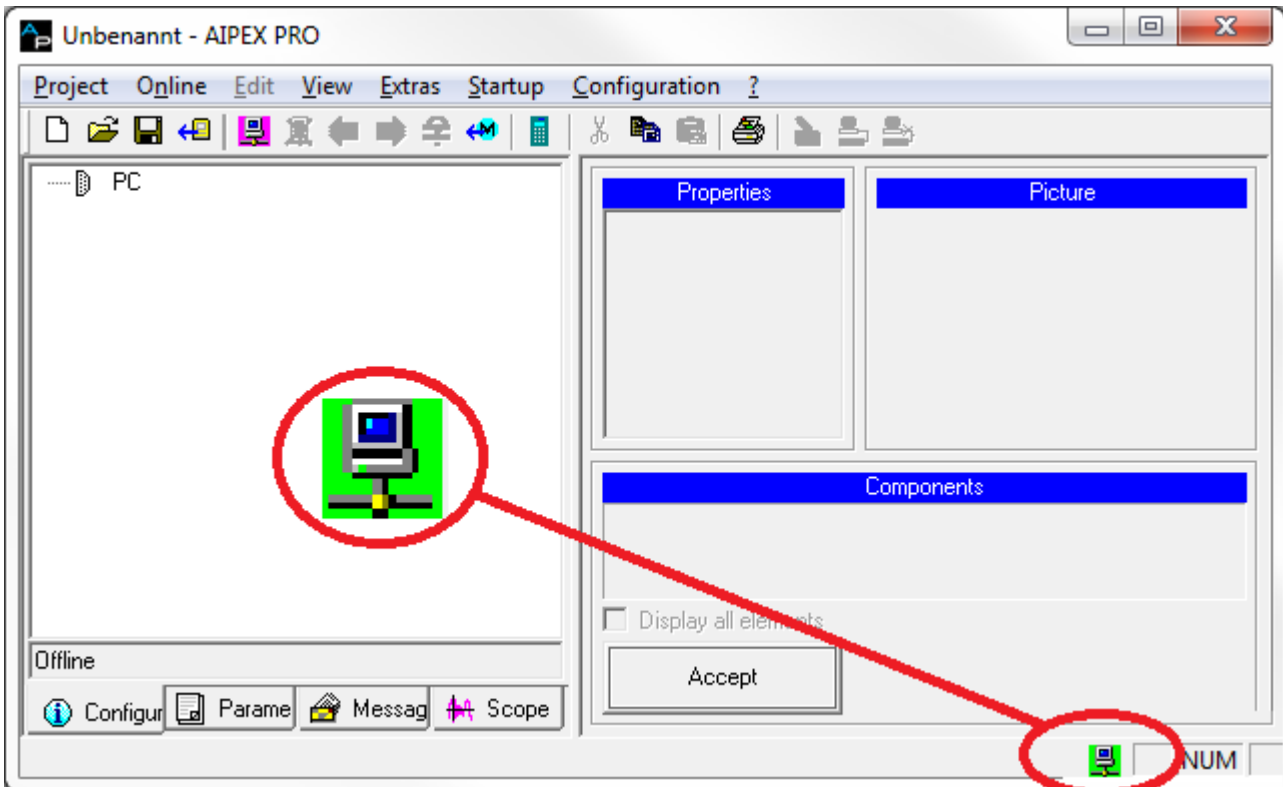 Unbenannt - AIPEX PRO
Project Online Edit View Extras Startup Configuration ?
PC
Properties
Picture
Components
Display all elements
Accept
Offline
Configur Parame Messag Scope
NUM